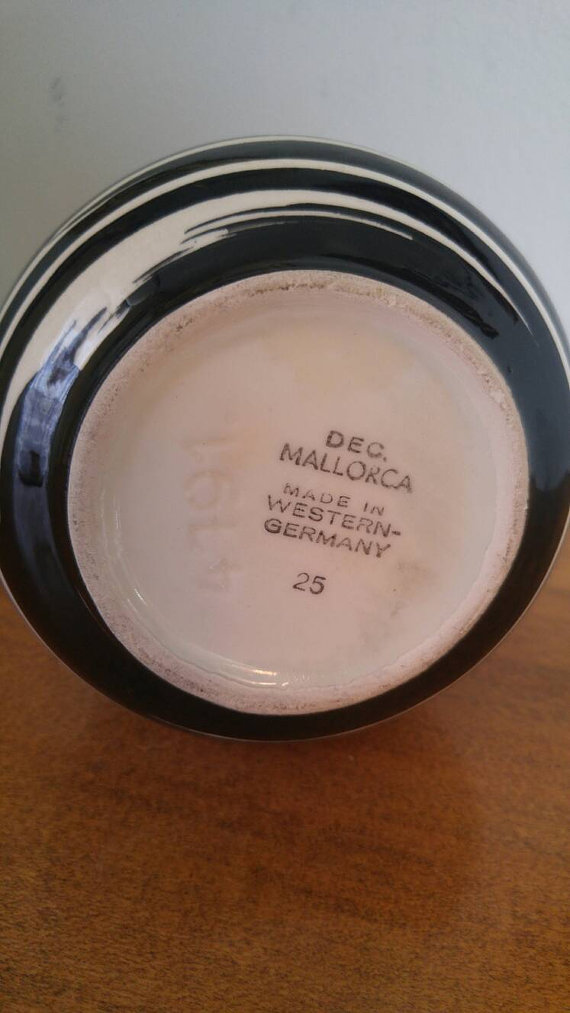 DEC.
MALLORCA
MADE IN
WESTERN-
GERMANY
25